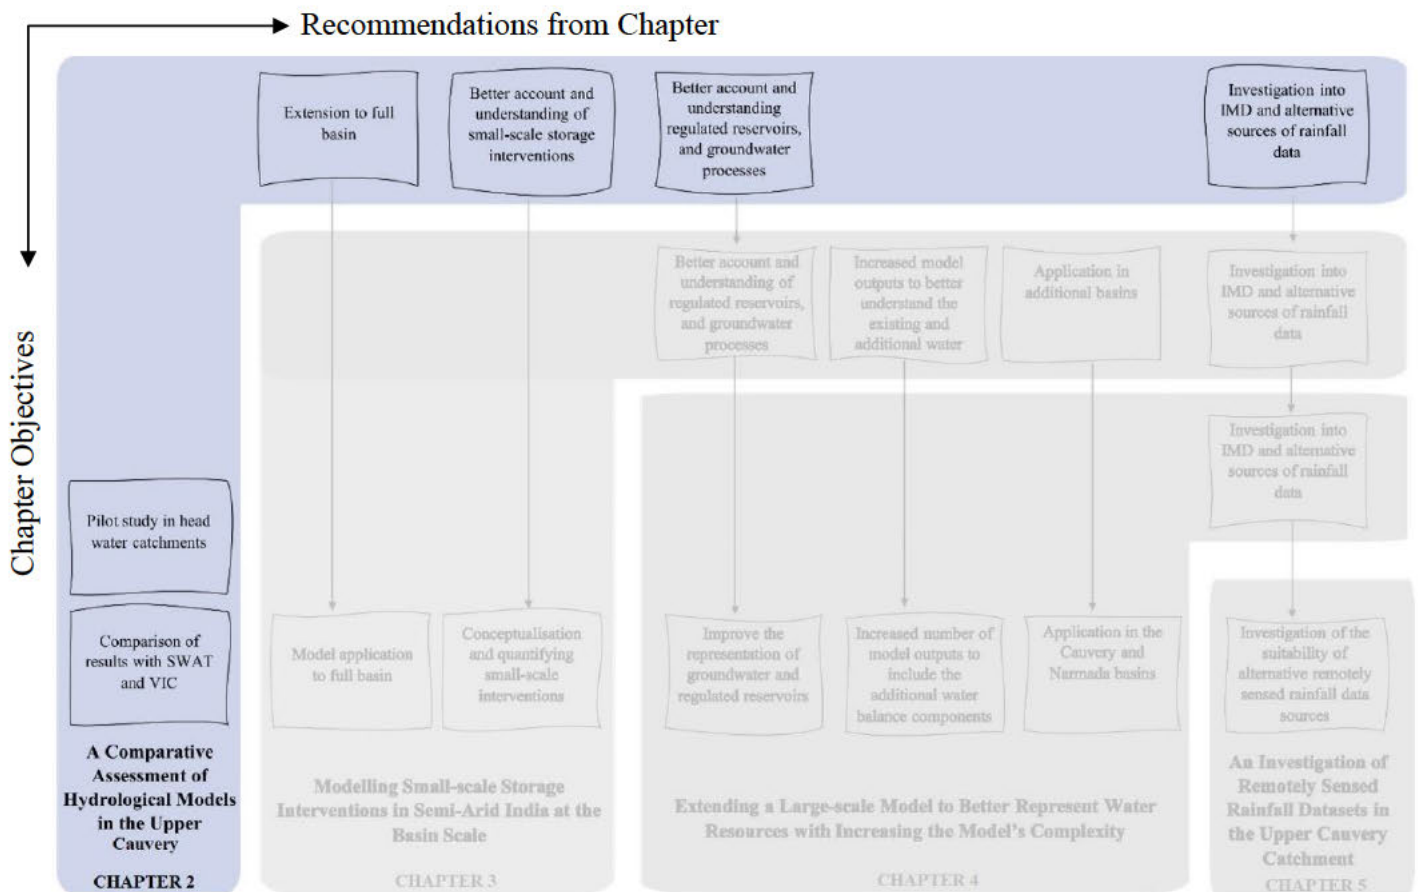 Recommendations from Chapter
Chapter Objectives
Extension to full
basin
Better account and
understanding of
small-scale storage
interventions
Better account and
understanding
regulated reservoirs,
and groundwater
processes
Investigation into
IMD and alternative
sources of rainfall
data
Better account and
understanding of
regulated reservoirs,
and groundwater
processes
Increased model
outputs to better
understand the
existing and
additional water
Application in
additional basins
Investigation into
IMD and alternative
sources of rainfall
data
Investigation into
IMD and alternative
sources of rainfall
data
Pilot study in head
water catchments
Comparison of
results with SWAT
and VIC
A Comparative
Assessment of
Hydrological Models
in the Upper
Cauvery
CHAPTER 2
Model application
to full basin
Conceptualisation
and quantifying
small-scale
interventions
Modelling Small-scale Storage
Interventions in Semi-Arid India at the
Basin Scale
CHAPTER 3
Improve the
representation of
groundwater and
regulated reservoirs
Increased number of
model outputs to
include the
additional water
balance components
Application in the
Cauvery and
Narmada basins
Extending a Large-scale Model to Better Represent Water
Resources with Increasing the Model's Complexity
CHAPTER 4
Investigation of the
suitability of
alternative remotely
sensed rainfall data
sources
An Investigation of
Remotely Sensed
Rainfall Datasets in
the Upper Cauvery
Catchment
CHAPTER 5